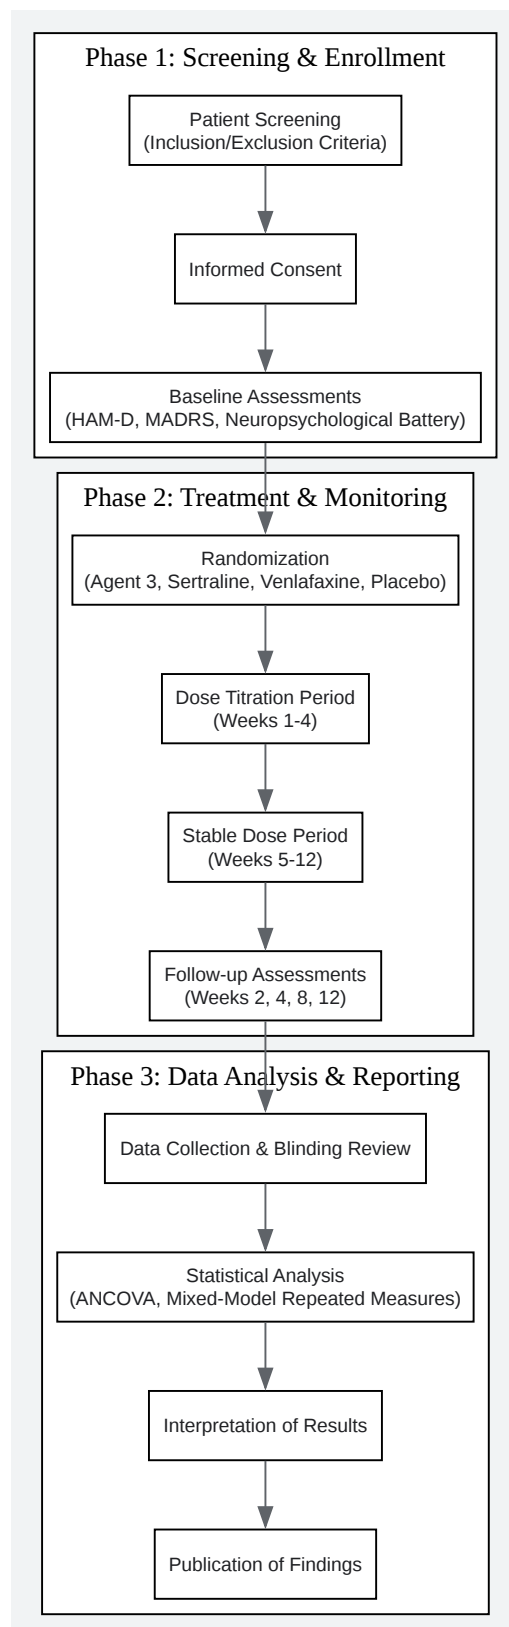 Phase 1: Screening & Enrollment
Patient Screening
(Inclusion/Exclusion Criteria)
Informed Consent
Baseline Assessments
(HAM-D, MADRS, Neuropsychological Battery)
Phase 2: Treatment & Monitoring
Randomization
(Agent 3, Sertraline, Venlafaxine, Placebo)
Dose Titration Period
(Weeks 1-4)
Stable Dose Period
(Weeks 5-12)
Follow-up Assessments
(Weeks 2, 4, 8, 12)
Phase 3: Data Analysis & Reporting
Data Collection & Blinding Review
Statistical Analysis
(ANCOVA, Mixed-Model Repeated Measures)
Interpretation of Results
Publication of Findings